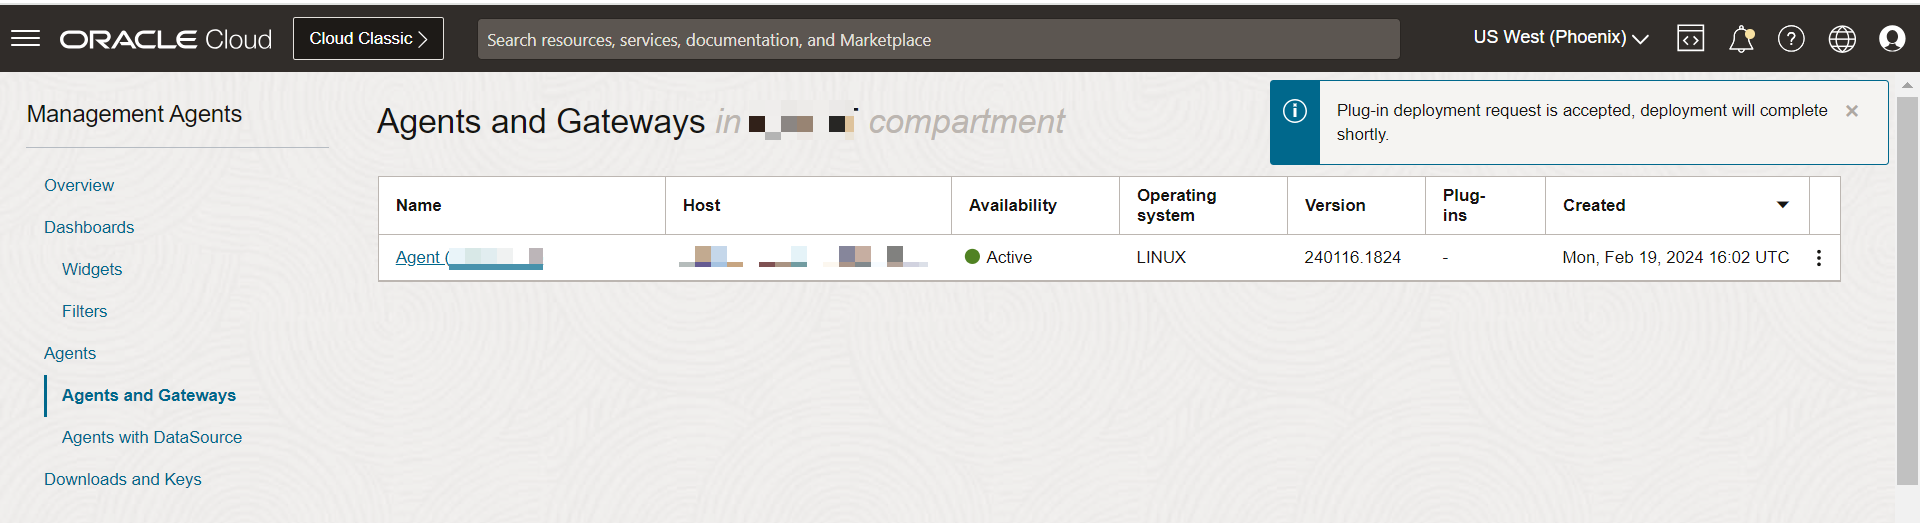 ORACLE Cloud
Cloud Classic
Search resources, services, documentation, and Marketplace
US West (Phoenix)
Management Agents
Overview
Dashboards
Widgets
Filters
Agents
Agents and Gateways
Agents with DataSource
Downloads and Keys
Agents and Gateways in compartment
Plug-in deployment request is accepted, deployment will complete
shortly.
Name Host Availability Operating system Version Plug-ins Created
Agent ( Active LINUX 240116.1824 - Mon, Feb 19, 2024 16:02 UTC